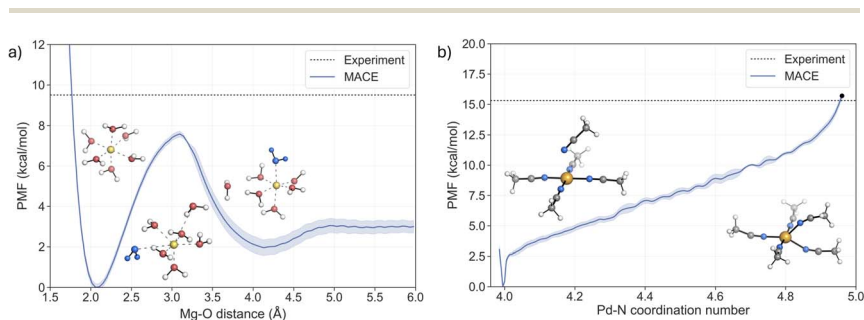 a)
12
10
8
6
4
2
0
PMF (kcal/mol)
Experiment
MACE
1.5 2.0 2.5 3.0 3.5 4.0 4.5 5.0 5.5 6.0
Mg-O distance (Å)
b)
20.0
17.5
15.0
12.5
10.0
7.5
5.0
2.5
0.0
PMF (kcal/mol)
Experiment
MACE
4.0 4.2 4.4 4.6 4.8 5.0
Pd-N coordination number